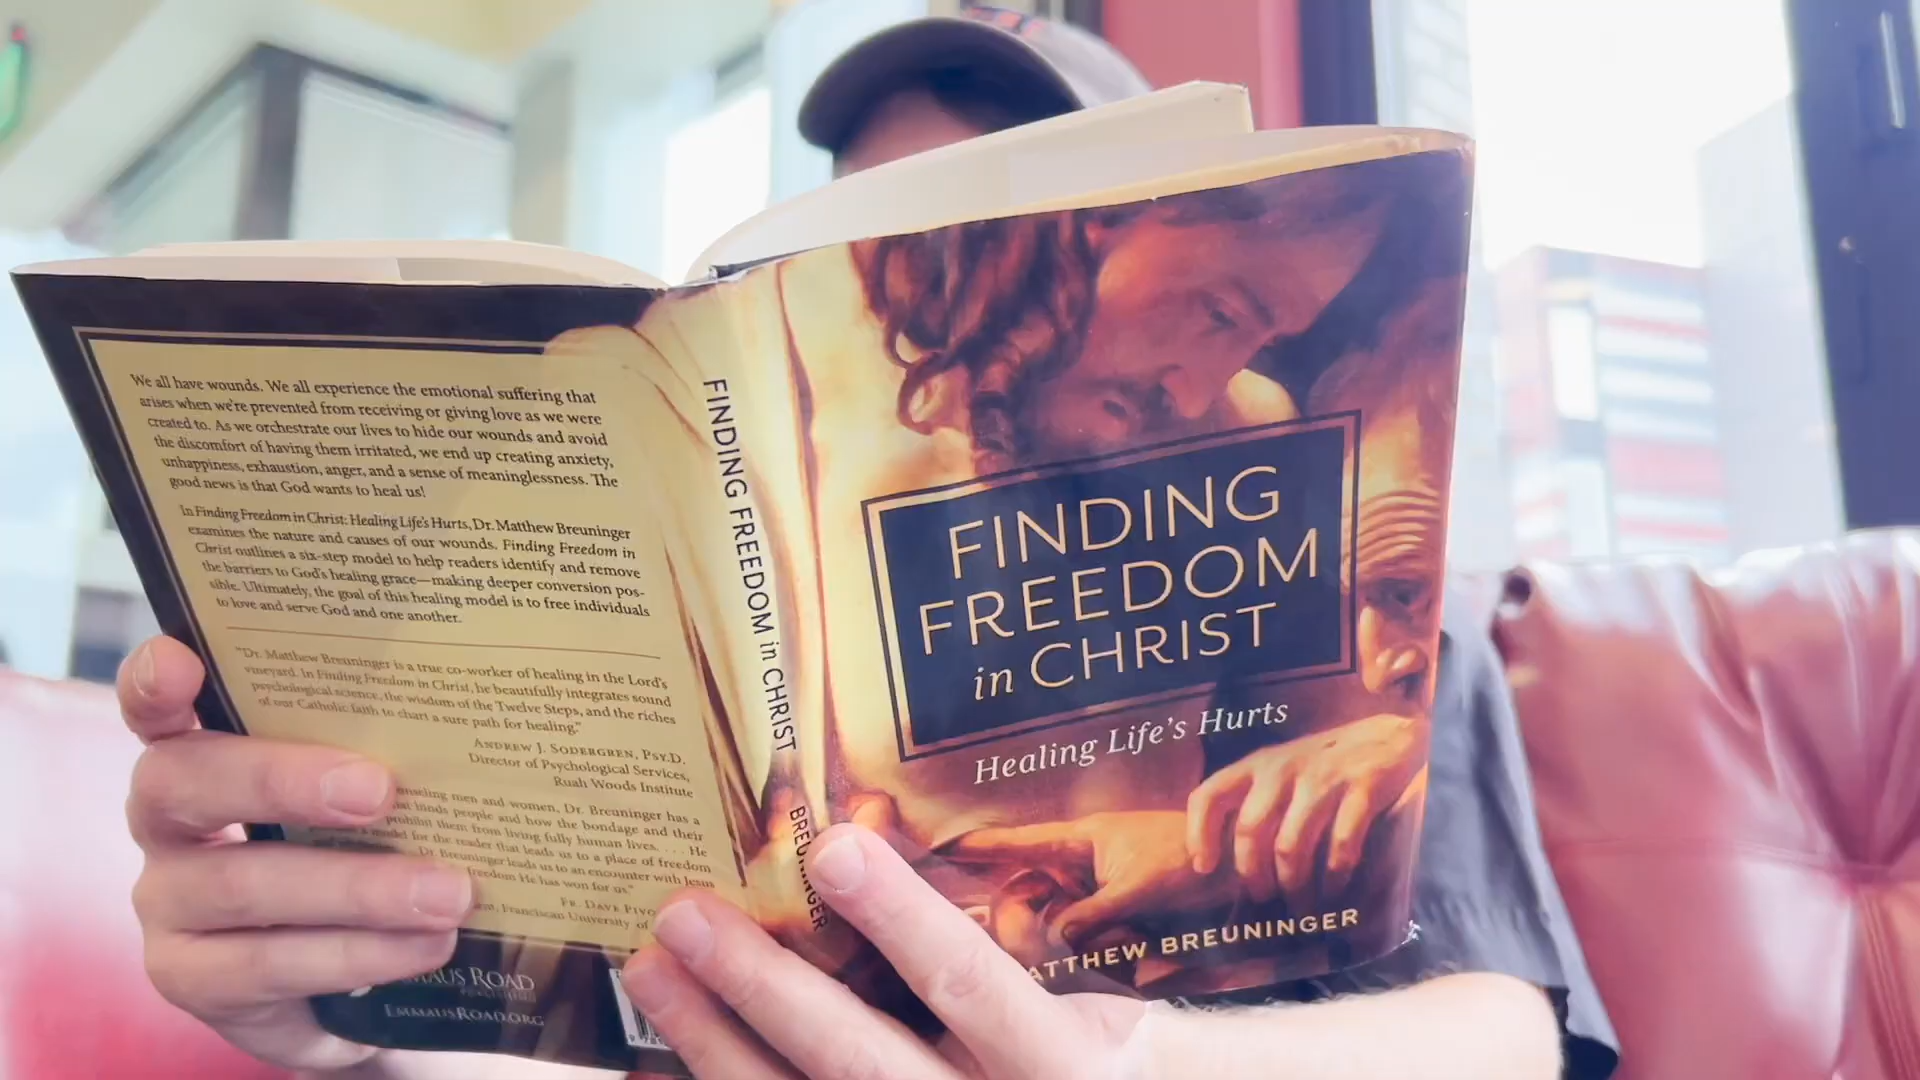 We all have wounds. We all experience the emotional suffering that
arises when we're prevented from receiving or giving love as we were
created to. As we orchestrate our lives to hide our wounds and avoid
the discomfort of having them irritated, we end up creating anxiety,
unhappiness, exhaustion, anger, and a sense of meaninglessness. The
good news is that God wants to heal us!
In Finding Freedom in Christ: Healing Life's Hurts, Dr. Matthew Breuninger
examines the nature and causes of our wounds. Finding Freedom in
Christ outlines a six-step model to help readers identify and remove
the barriers to God's healing grace—making deeper conversion pos-
sible. Ultimately, the goal of this healing model is to free individuals
to love and serve God and one another.
"Dr. Matthew Breuninger is a true co-worker of healing in the Lord's
vineyard. In Finding Freedom in Christ, he beautifully integrates sound
psychological science, the wisdom of the Twelve Steps, and the riches
of our Catholic faith to chart a sure path for healing."
ANDREW J. SODERGREN, PSY.D.
Director of Psychological Services,
Ruah Woods Institute
men and women, Dr. Breuninger has a
binds people and how the bondage and their
prohibit them from living fully human lives. . . . He
a model for the reader that leads us to a place of freedom
Dr. Breuninger leads us to an encounter with Jesus
freedom He has won for us."
FR. DAVE
Franciscan University of
ROAD
EMMAUSROAD.ORG
FINDING FREEDOM in CHRIST
BREUNINGER
FINDING
FREEDOM
in CHRIST
Healing Life's Hurts
ATTHEW BREUNINGER